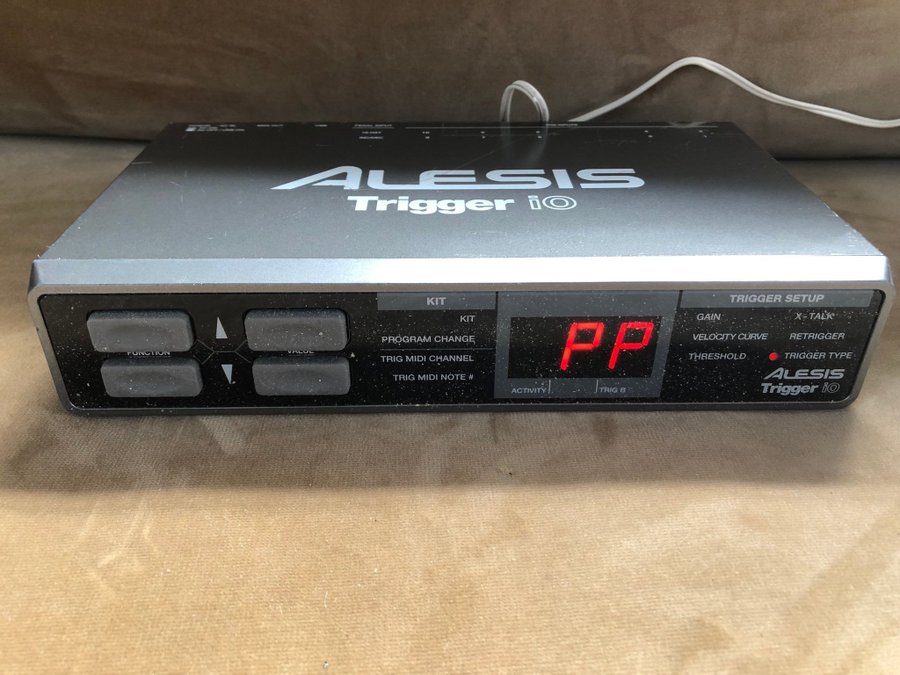 ALESIS
Trigger iO
KIT
KIT
PROGRAM CHANGE
TRIG MIDI CHANNEL
TRIG MIDI NOTE #
FUNCTION
VALUE
PP
ACTIVITY
TRIG B
TRIGGER SETUP
GAIN
X-TALK
VELOCITY CURVE
RETRIGGER
THRESHOLD
TRIGGER TYPE
ALESIS
Trigger iO